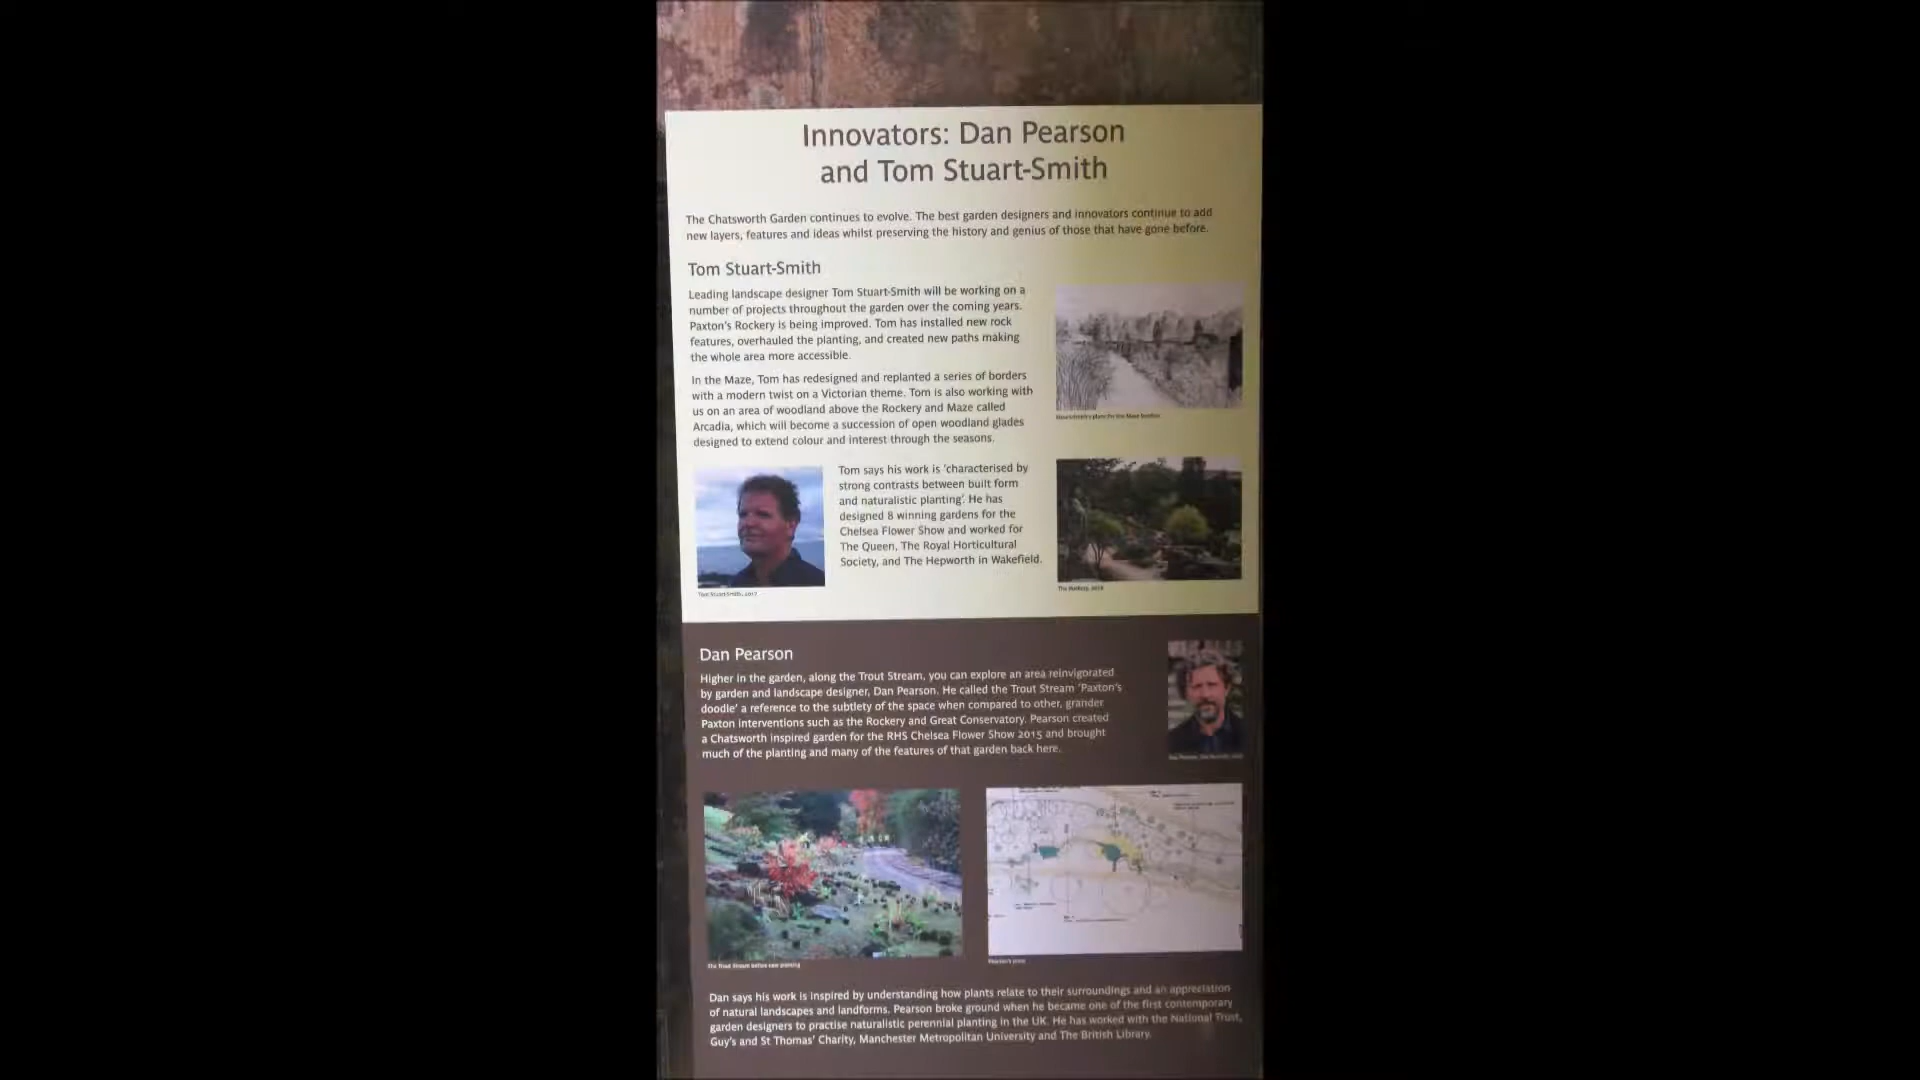 Innovators: Dan Pearson
and Tom Stuart-Smith
The Chatsworth Garden continues to evolve. The best garden designers and innovators continue to add
new layers, features and ideas whilst preserving the history and genius of those that have gone before.
Tom Stuart-Smith
Leading landscape designer Tom Stuart-Smith will be working on a
number of projects throughout the garden over the coming years.
Paxton's Rockery is being improved. Tom has installed new rock
features, overhauled the planting, and created new paths making
the whole area more accessible.
In the Maze, Tom has redesigned and replanted a series of borders
with a modern twist on a Victorian theme. Tom is also working with
us on an area of woodland above the Rockery and Maze called
Arcadia, which will become a succession of open woodland glades
designed to extend colour and interest through the seasons.
Tom says his work is 'characterised by
strong contrasts between built form
and naturalistic planting'. He has
designed 8 winning gardens for the
Chelsea Flower Show and worked for
The Queen, The Royal Horticultural
Society, and The Hepworth in Wakefield.
Tom Stuart-Smith, 2017
Dan Pearson
Higher in the garden, along the Trout Stream, you can explore an area reinvigorated
by garden and landscape designer, Dan Pearson. He called the Trout Stream 'Paxton's
doodle' a reference to the subtlety of the space when compared to other, grander
Paxton interventions such as the Rockery and Great Conservatory. Pearson created
a Chatsworth inspired garden for the RHS Chelsea Flower Show 2015 and brought
much of the planting and many of the features of that garden back here.
The Trout Stream before new planting
Pearson's plans
Dan says his work is inspired by understanding how plants relate to their surroundings and an appreciation
of natural landscapes and landforms. Pearson broke ground when he became one of the first contemporary
garden designers to practise naturalistic perennial planting in the UK. He has worked with the National Trust,
Guy's and St Thomas' Charity, Manchester Metropolitan University and The British Library.